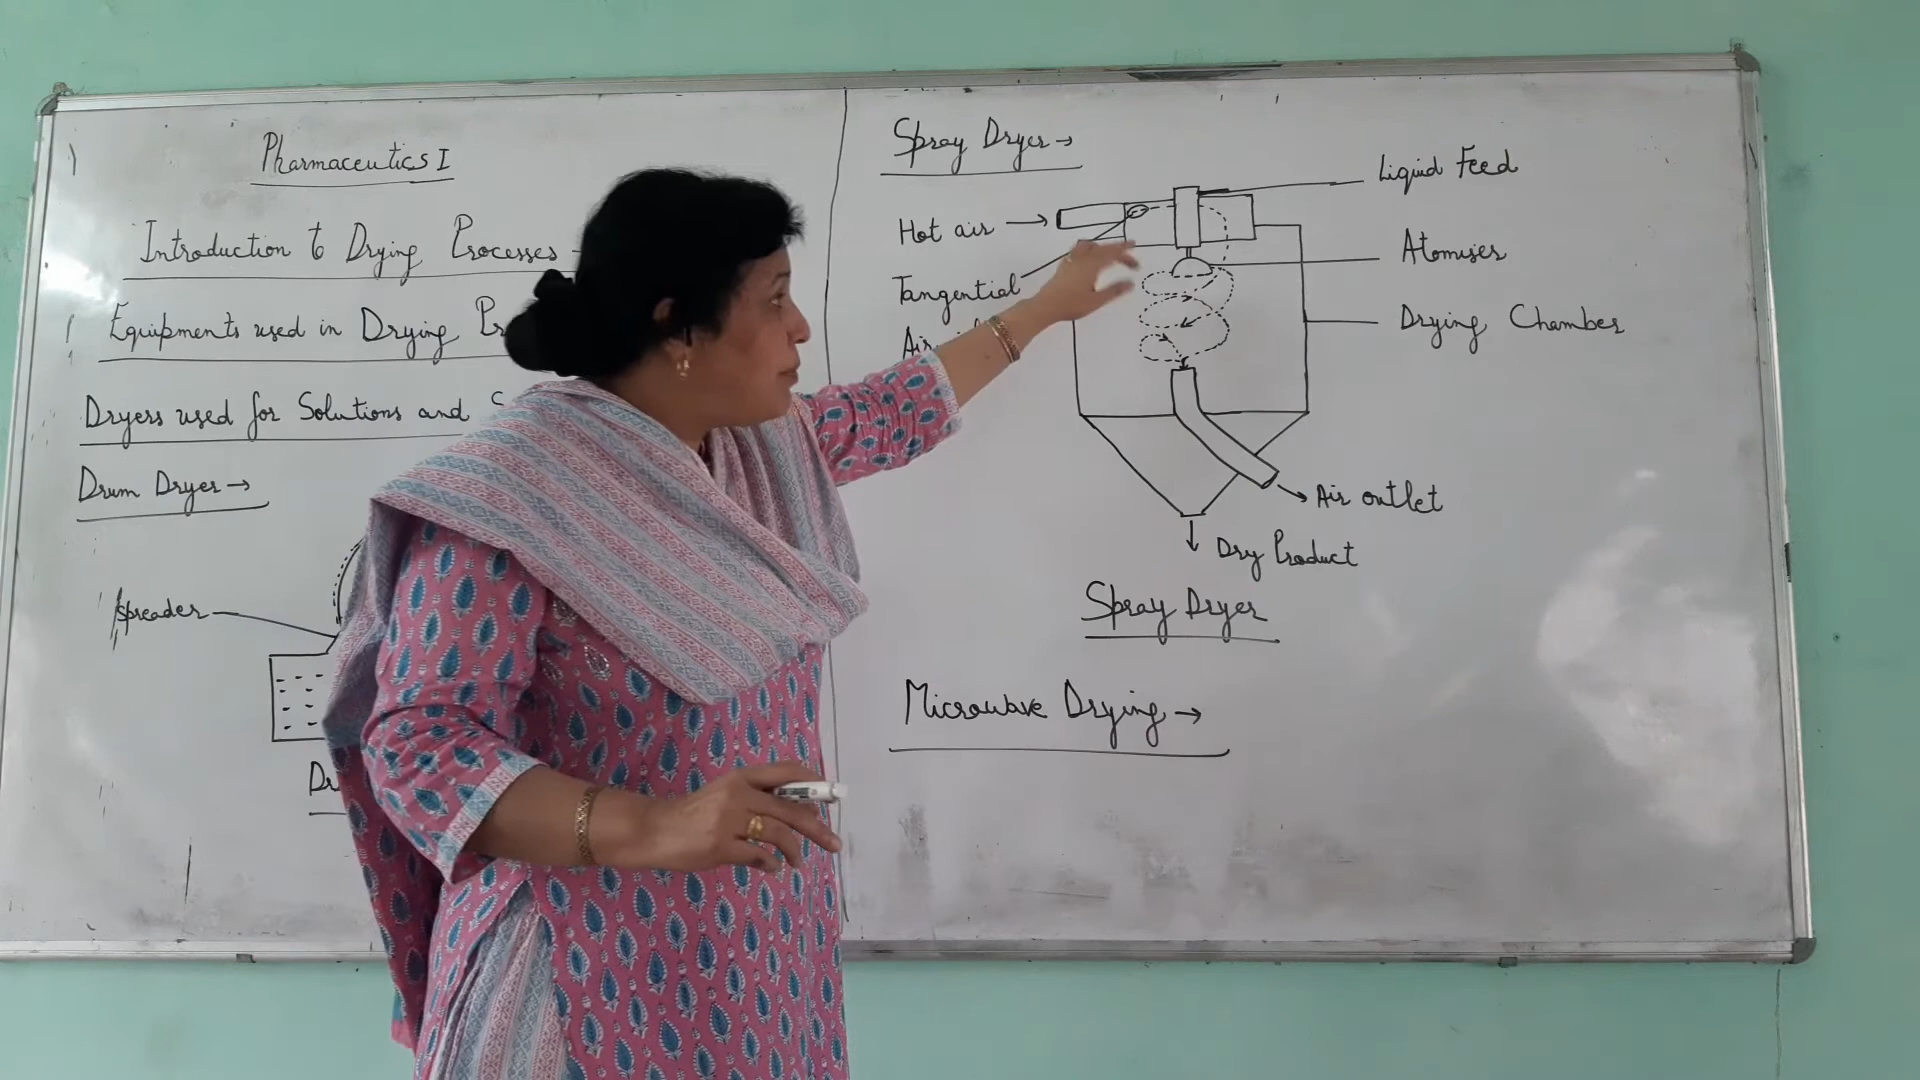 Pharmaceutics I
Introduction to Drying Processes
Equipments used in Drying
Dryers used for Solutions and
Drum Dryer →
Spreader
Spray Dryer →
Liquid Feed
Hot air →
Atomiser
Tangential
Air
Drying Chamber
Air outlet
Dry Product
Spray Dryer
Microwave Drying →